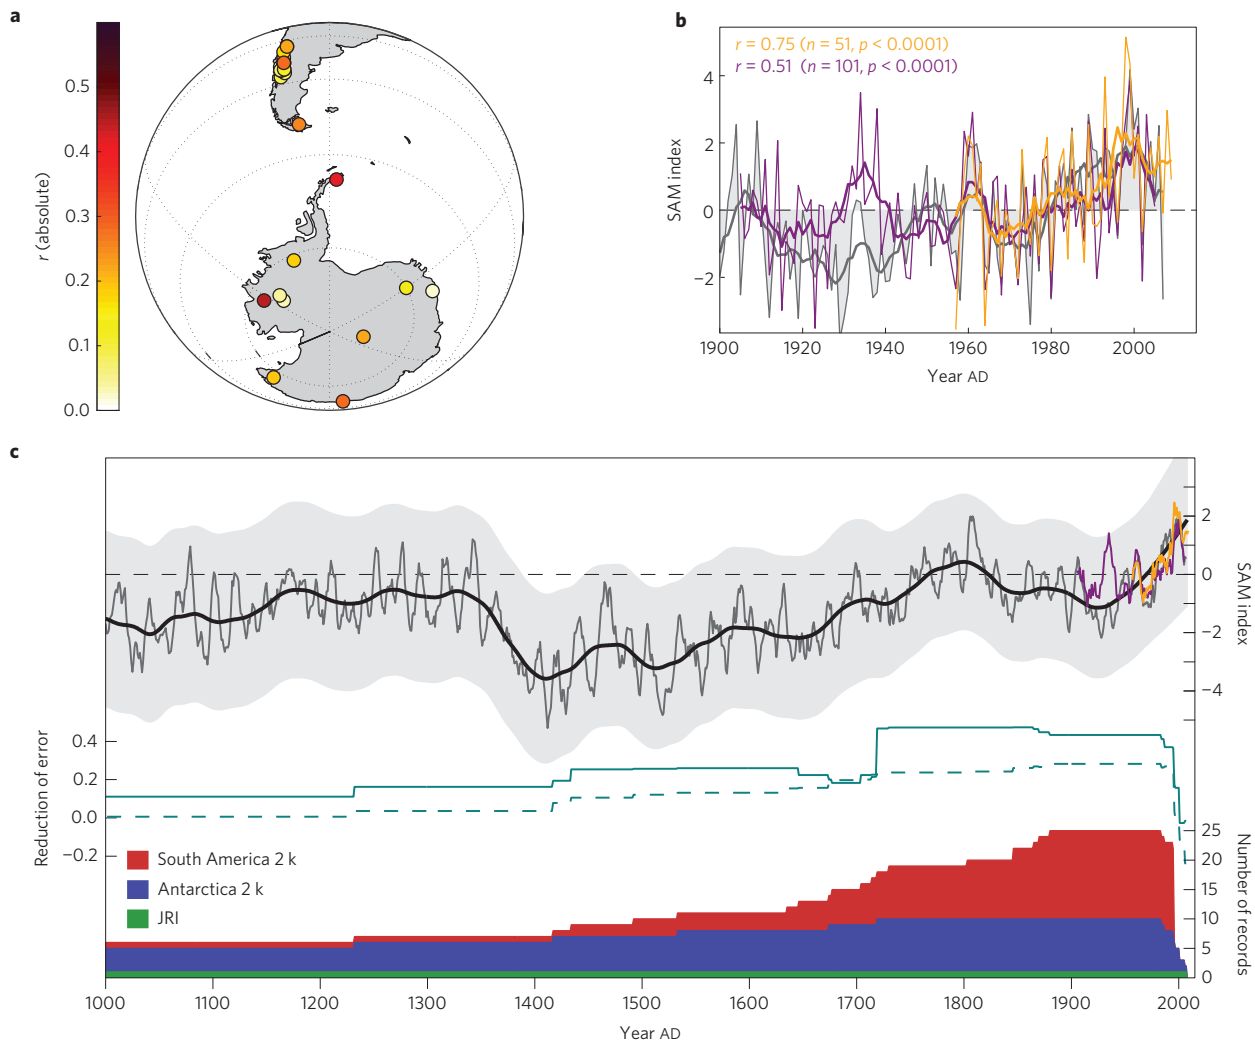 a
r (absolute)
0.5
0.4
0.3
0.2
0.1
0.0
b
r = 0.75 (n = 51, p < 0.0001)
r = 0.51 (n = 101, p < 0.0001)
SAM index
4
2
0
−2
1900 1920 1940 1960 1980 2000
Year AD
c
2
0
−2
−4
SAM index
Reduction of error
0.4
0.2
0.0
−0.2
South America 2 k
Antarctica 2 k
JRI
25
20
15
10
5
0
Number of records
1000 1100 1200 1300 1400 1500 1600 1700 1800 1900 2000
Year AD